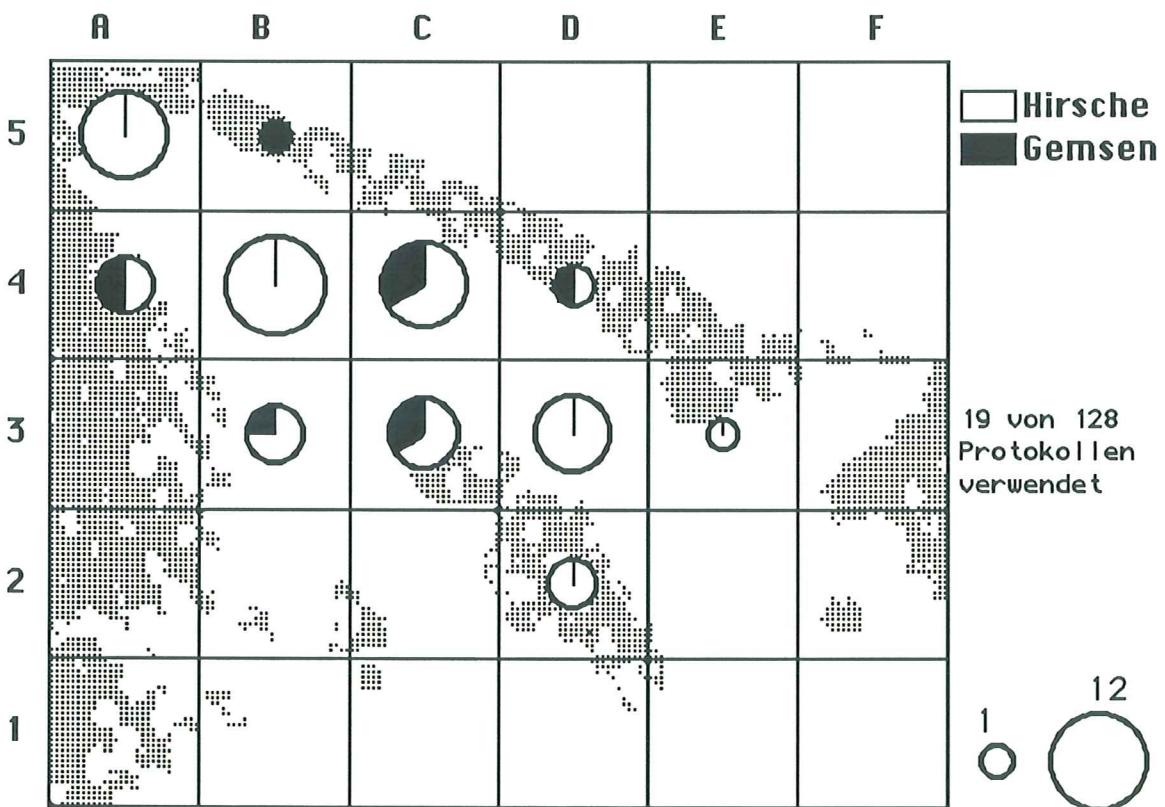 A B C D E F
5
4
3
2
1
Hirsche
Gemsen
19 von 128
Protokollen
verwendet
1
12